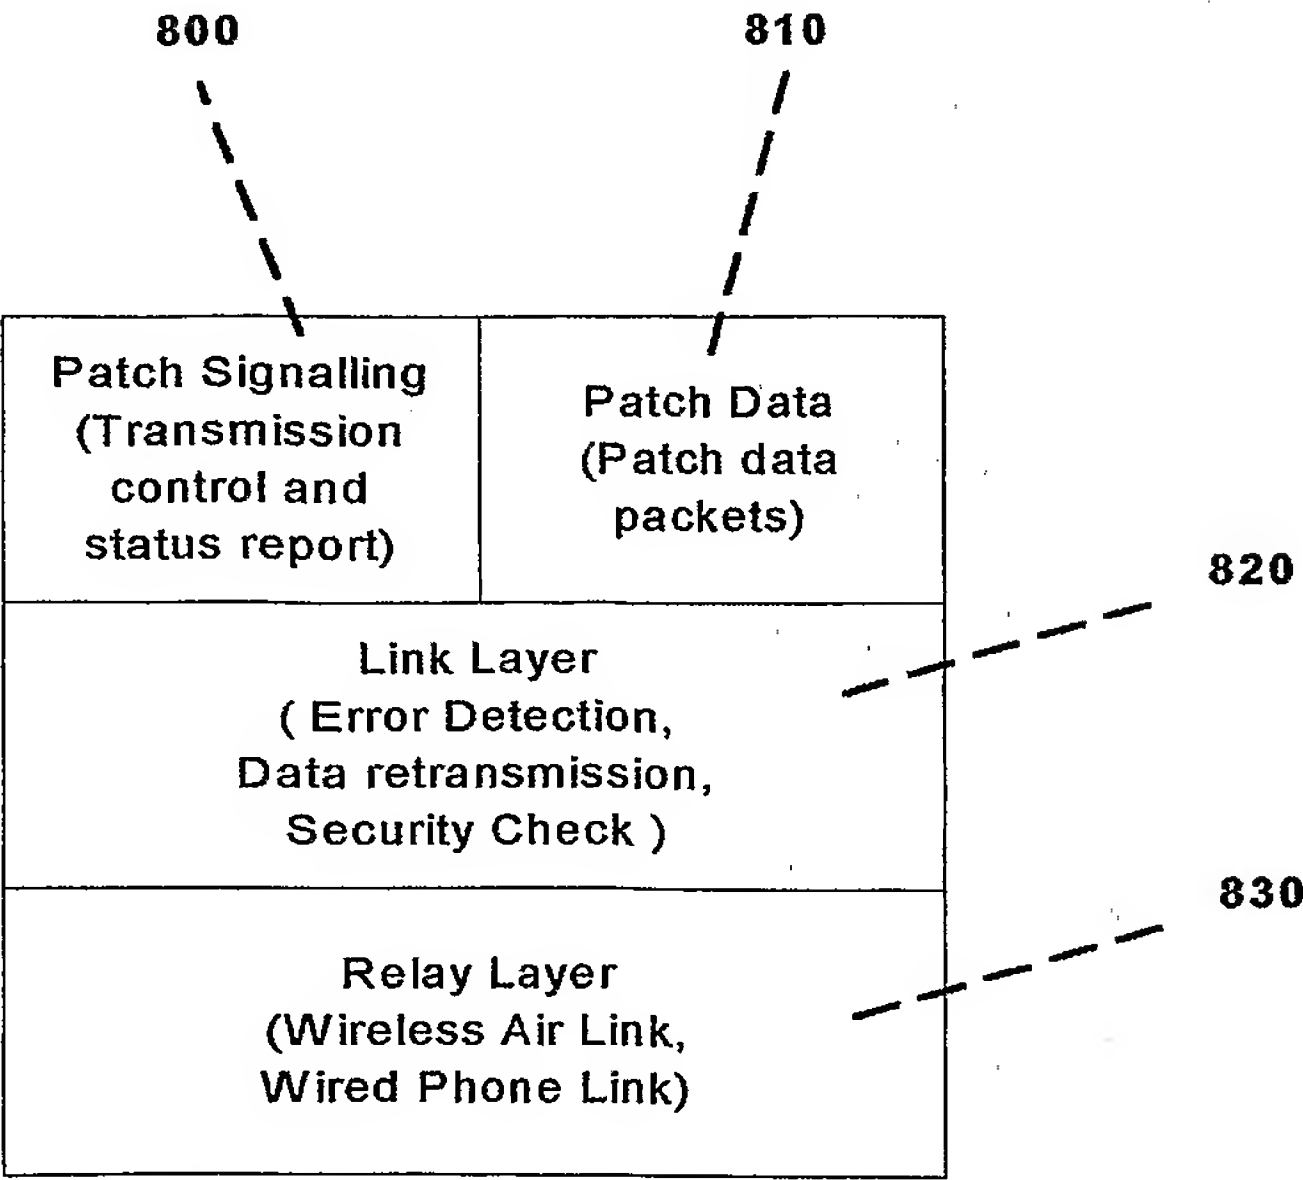 800
810
Patch Signalling
(Transmission
control and
status report)
Patch Data
(Patch data
packets)
820
Link Layer
( Error Detection,
Data retransmission,
Security Check )
830
Relay Layer
(Wireless Air Link,
Wired Phone Link)